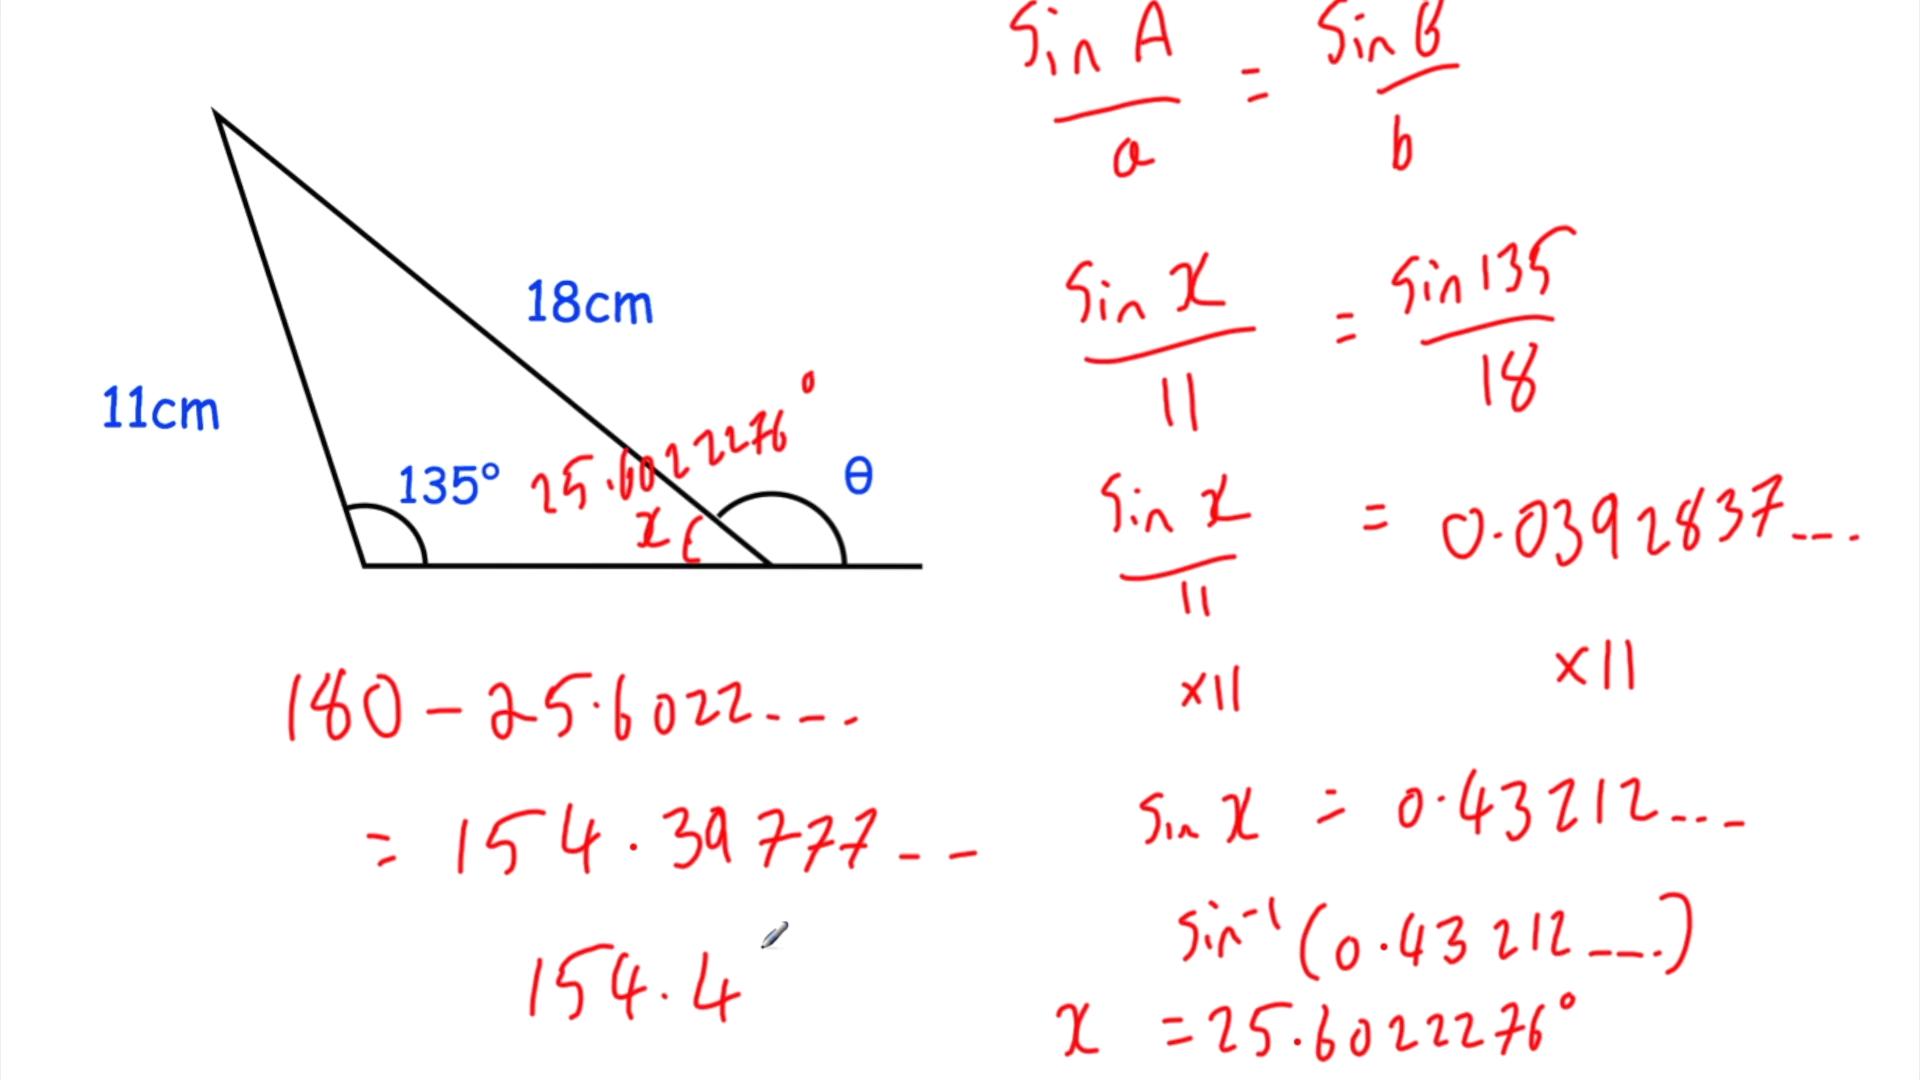 18cm
11cm
135°
25.6022276°
x
θ
180 - 25.6022...
= 154.39777...
154.4
Sin A / a = Sin B / b
Sin x / 11 = Sin 135 / 18
Sin x / 11 = 0.0392837....
×11 ×11
Sin x = 0.43212....
Sin⁻¹ (0.43212....)
x = 25.6022276°